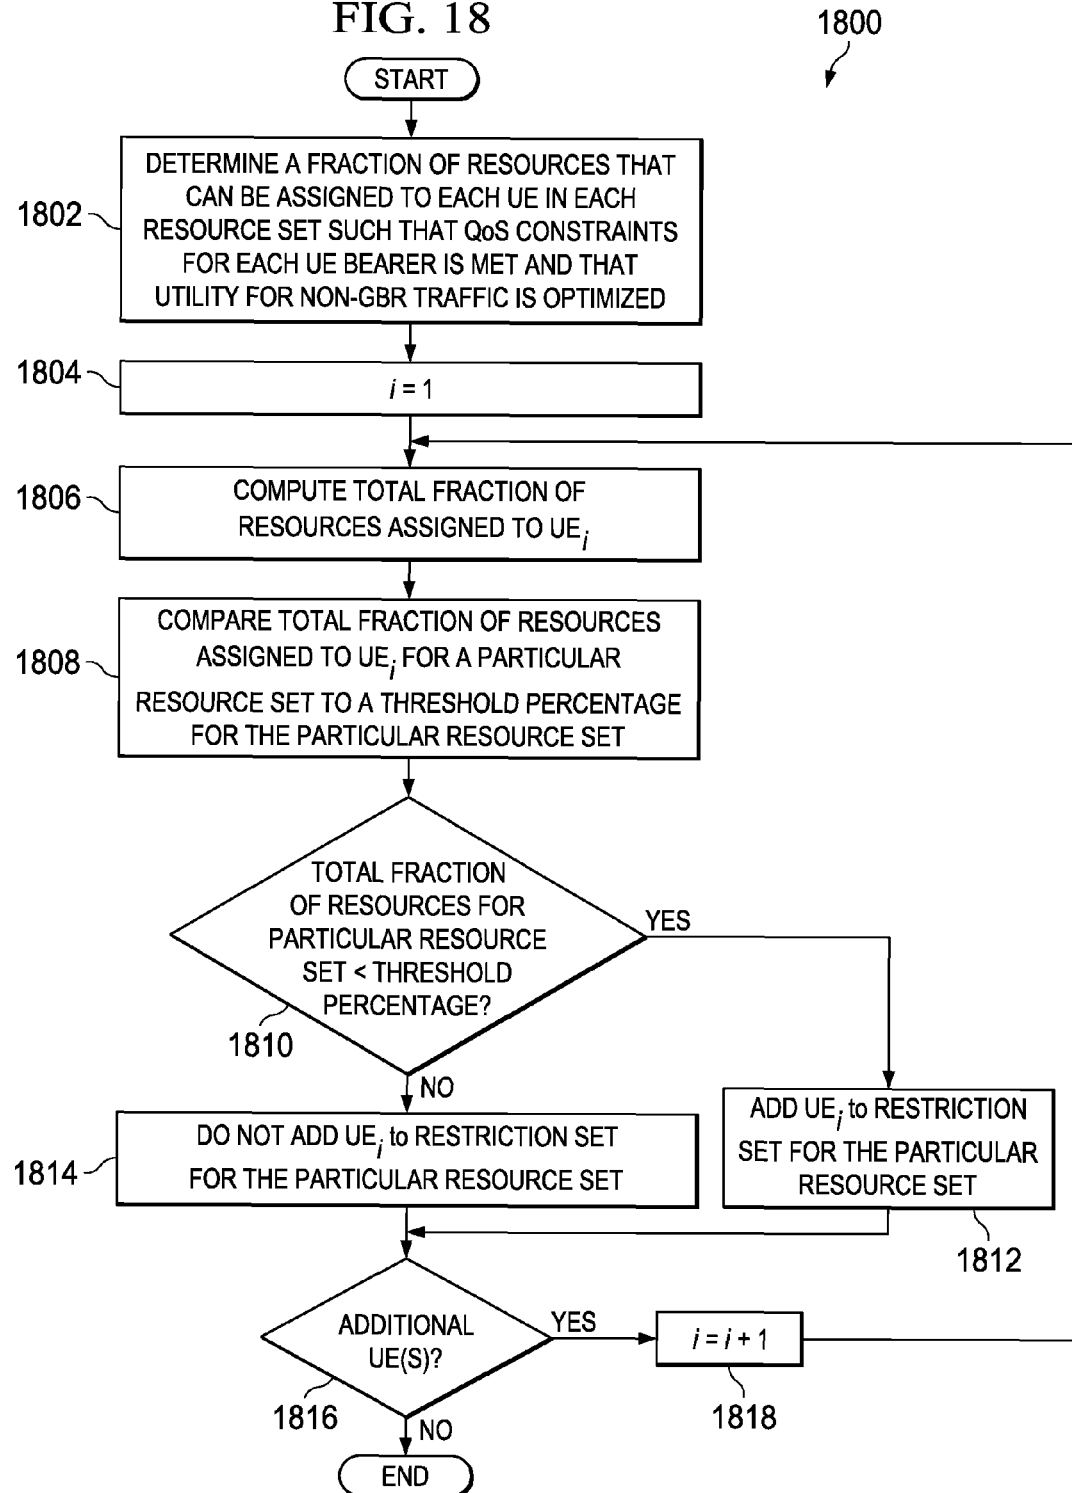 FIG. 18
1800
START
1802
DETERMINE A FRACTION OF RESOURCES THAT
CAN BE ASSIGNED TO EACH UE IN EACH
RESOURCE SET SUCH THAT QoS CONSTRAINTS
FOR EACH UE BEARER IS MET AND THAT
UTILITY FOR NON-GBR TRAFFIC IS OPTIMIZED
1804
i = 1
1806
COMPUTE TOTAL FRACTION OF
RESOURCES ASSIGNED TO UEi
1808
COMPARE TOTAL FRACTION OF RESOURCES
ASSIGNED TO UEi FOR A PARTICULAR
RESOURCE SET TO A THRESHOLD PERCENTAGE
FOR THE PARTICULAR RESOURCE SET
TOTAL FRACTION
OF RESOURCES FOR
PARTICULAR RESOURCE
SET < THRESHOLD
PERCENTAGE?
1810
YES
NO
1814
DO NOT ADD UEi to RESTRICTION SET
FOR THE PARTICULAR RESOURCE SET
ADD UEi to RESTRICTION
SET FOR THE PARTICULAR
RESOURCE SET
1812
ADDITIONAL
UE(S)?
1816
YES
i = i + 1
1818
NO
END